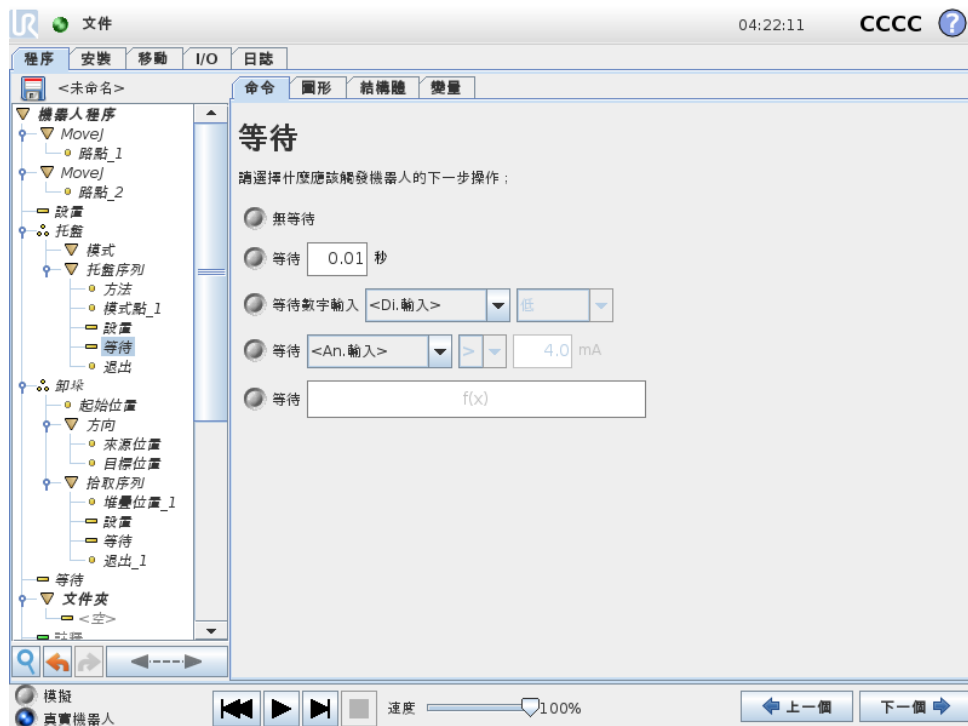 UR 文件 04:22:11 CCCC ?
程序 安裝 移動 I/O 日誌
<未命名> 命令 圖形 結構體 變量
機器人程序
MoveJ
路點_1
MoveJ
路點_2
設置
托盤
模式
托盤序列
方法
模式點_1
設置
等待
退出
卸垛
起始位置
方向
來源位置
目標位置
拾取序列
堆疊位置_1
設置
等待
退出_1
等待
文件夾
<空>
註釋
等待
請選擇什麼應該觸發機器人的下一步操作；
無等待
等待 0.01 秒
等待數字輸入 <Di.輸入> 低
等待 <An.輸入> > 4.0 mA
等待 f(x)
模擬
真實機器人
速度 100%
上一個 下一個